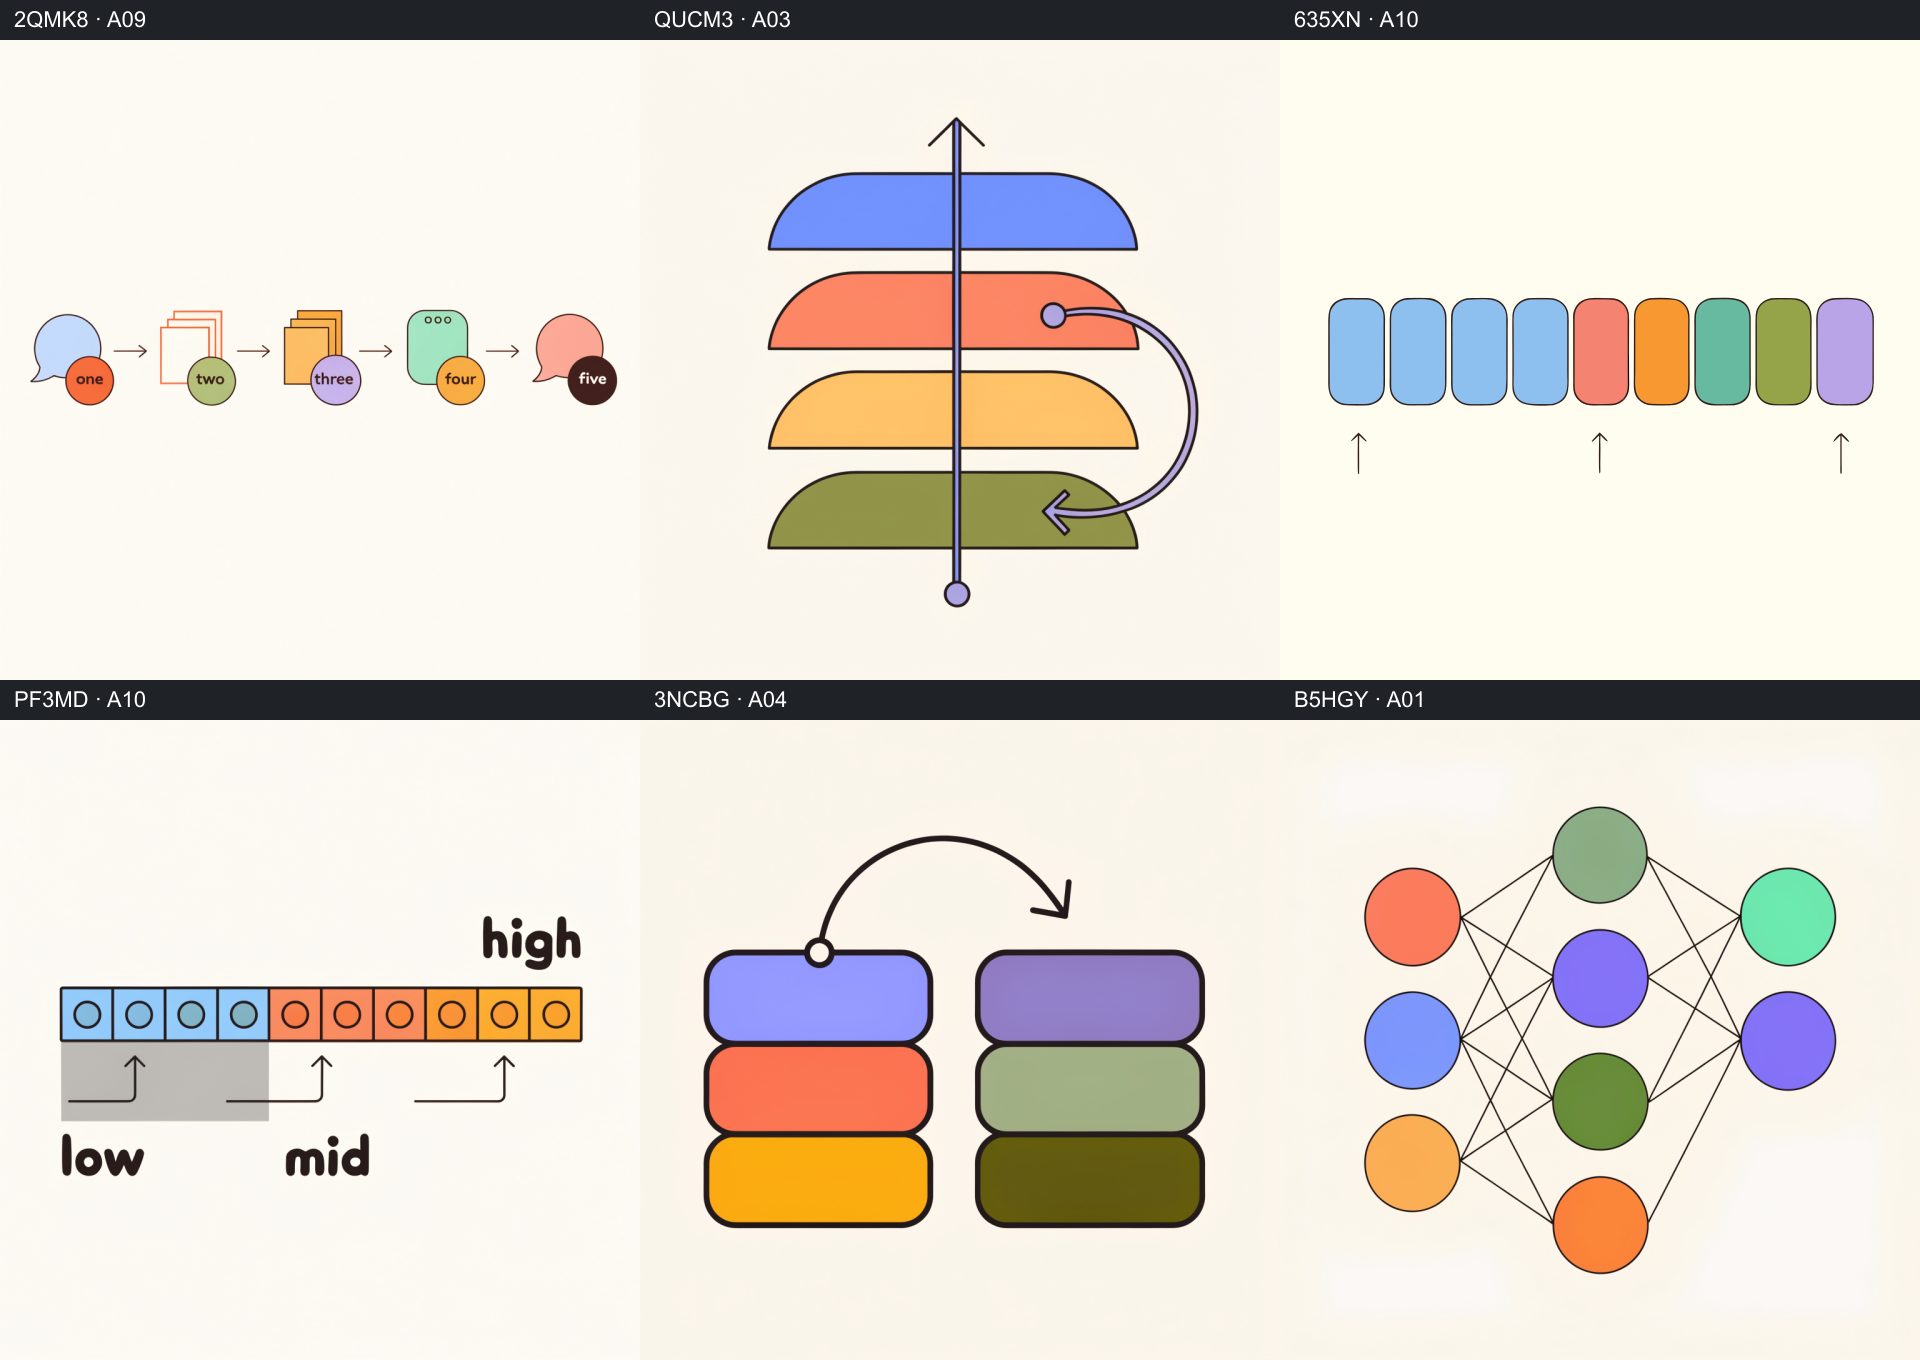 2QMK8 · A09
QUCM3 · A03
635XN · A10
one
two
three
four
five
PF3MD · A10
3NCBG · A04
B5HGY · A01
high
low
mid